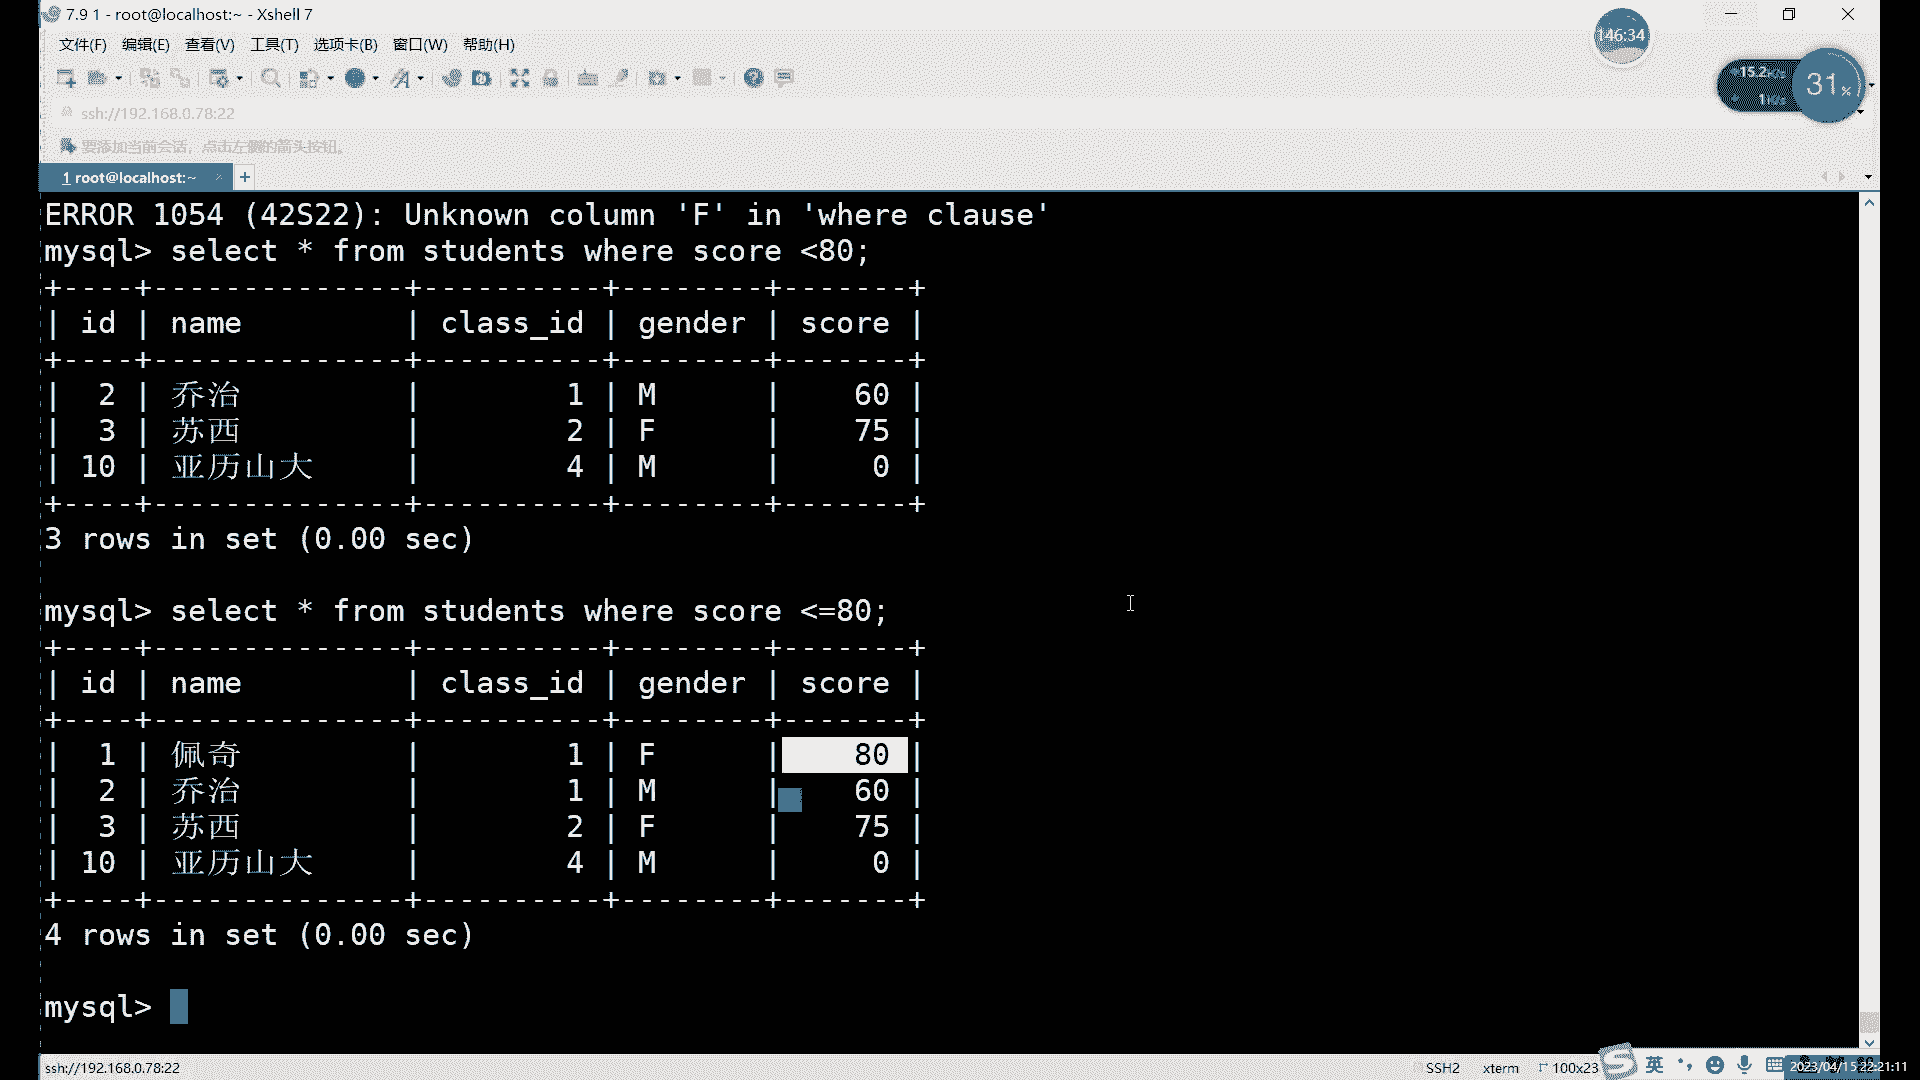 7.9 1 - root@localhost:~ - Xshell 7
文件(F) 编辑(E) 查看(V) 工具(T) 选项卡(B) 窗口(W) 帮助(H)
146:34
15.2K/s
1K/s
31%
ssh://192.168.0.78:22
要添加当前会话，点击左侧的箭头按钮。
1 root@localhost:~ × +
ERROR 1054 (42S22): Unknown column 'F' in 'where clause'
mysql> select * from students where score <80;
+----+--------------+----------+--------+-------+
| id | name | class_id | gender | score |
+----+--------------+----------+--------+-------+
| 2 | 乔治 | 1 | M | 60 |
| 3 | 苏西 | 2 | F | 75 |
| 10 | 亚历山大 | 4 | M | 0 |
+----+--------------+----------+--------+-------+
3 rows in set (0.00 sec)
mysql> select * from students where score <=80;
+----+--------------+----------+--------+-------+
| id | name | class_id | gender | score |
+----+--------------+----------+--------+-------+
| 1 | 佩奇 | 1 | F | 80 |
| 2 | 乔治 | 1 | M | 60 |
| 3 | 苏西 | 2 | F | 75 |
| 10 | 亚历山大 | 4 | M | 0 |
+----+--------------+----------+--------+-------+
4 rows in set (0.00 sec)
mysql>
ssh://192.168.0.78:22 SSH2 xterm 100x23 英 2023/04/15 22:21:11